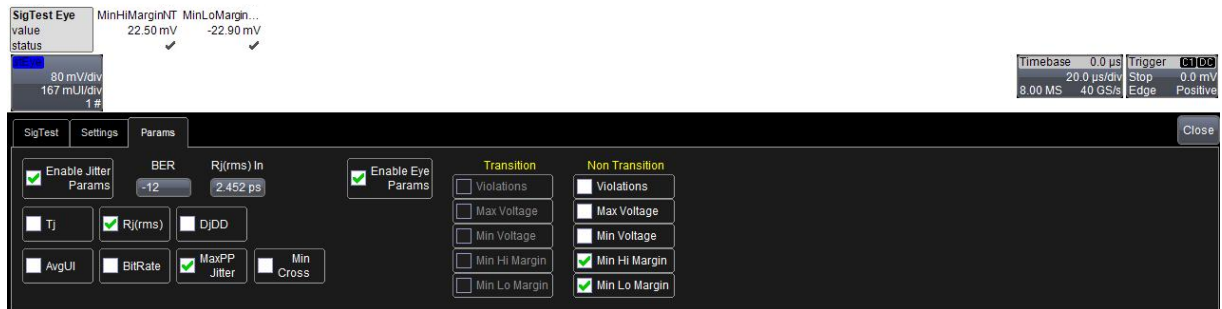 SigTest Eye MinHiMarginNT MinLoMargin...
value 22.50 mV -22.90 mV
status
80 mV/div
167 mUI/div
1 #
Timebase 0.0 µs Trigger C1 DC
20.0 µs/div Stop 0.0 mV
8.00 MS 40 GS/s Edge Positive
SigTest Settings Params Close
Enable Jitter Params
BER
-12
Rj(rms) In
2.452 ps
Tj Rj(rms) DjDD
AvgUI BitRate MaxPP Jitter Min Cross
Enable Eye Params
Transition
Violations
Max Voltage
Min Voltage
Min Hi Margin
Min Lo Margin
Non Transition
Violations
Max Voltage
Min Voltage
Min Hi Margin
Min Lo Margin